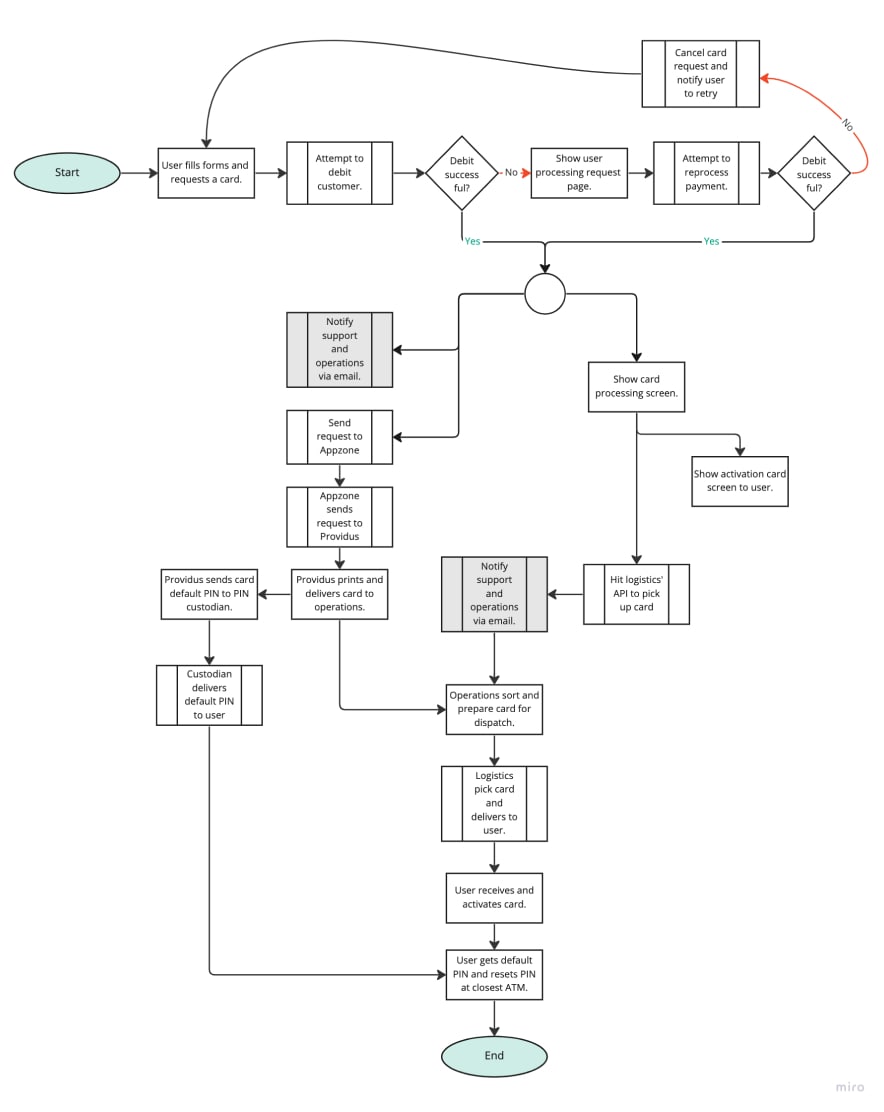 Cancel card
request and
notify user
to retry
No
Start
User fills forms and
requests a card.
Attempt to
debit
customer.
Debit
success
ful?
No
Show user
processing request
page.
Attempt to
reprocess
payment.
Debit
success
ful?
Yes
Yes
Notify
support
and
operations
via email.
Show card
processing screen.
Send
request to
Appzone
Show activation card
screen to user.
Appzone
sends
request to
Providus
Providus sends card
default PIN to PIN
custodian.
Providus prints and
delivers card to
operations.
Notify
support
and
operations
via email.
Hit logistics'
API to pick
up card
Custodian
delivers
default PIN
to user
Operations sort and
prepare card for
dispatch.
Logistics
pick card
and
delivers to
user.
User receives and
activates card.
User gets default
PIN and resets PIN
at closest ATM.
End
miro